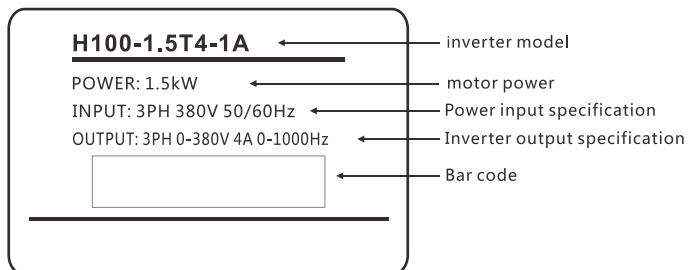 H100-1.5T4-1A
inverter model
POWER: 1.5kW
motor power
INPUT: 3PH 380V 50/60Hz
Power input specification
OUTPUT: 3PH 0-380V 4A 0-1000Hz
Inverter output specification
Bar code